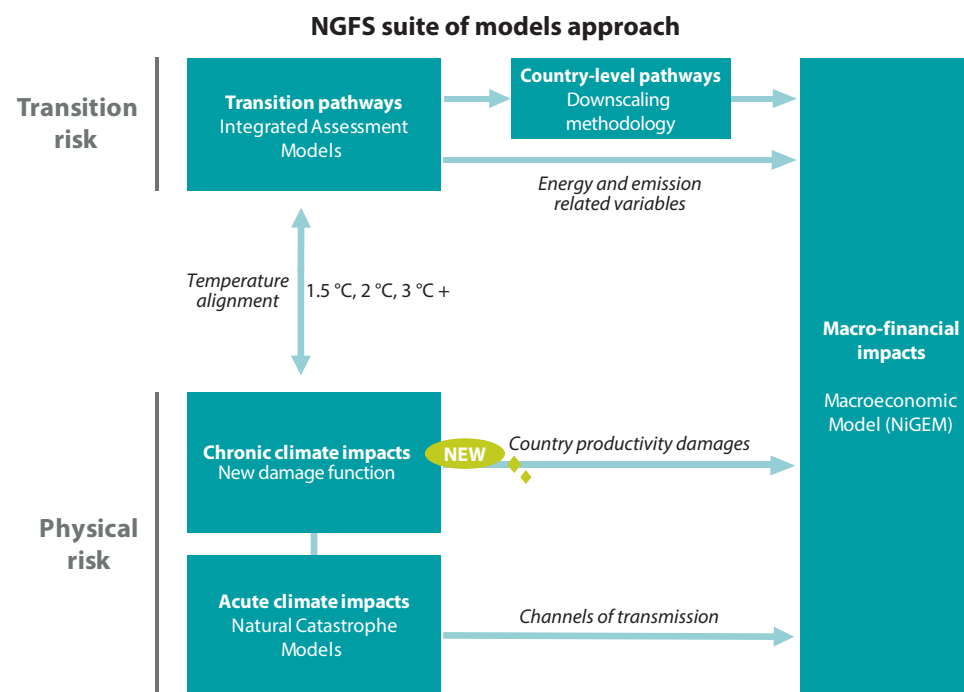 NGFS suite of models approach
Transition
risk
Transition pathways
Integrated Assessment
Models
Country-level pathways
Downscaling
methodology
Energy and emission
related variables
Temperature
alignment
1.5 °C, 2 °C, 3 °C +
Macro-financial
impacts
Macroeconomic
Model (NiGEM)
Physical
risk
Chronic climate impacts
New damage function
NEW
Country productivity damages
Acute climate impacts
Natural Catastrophe
Models
Channels of transmission